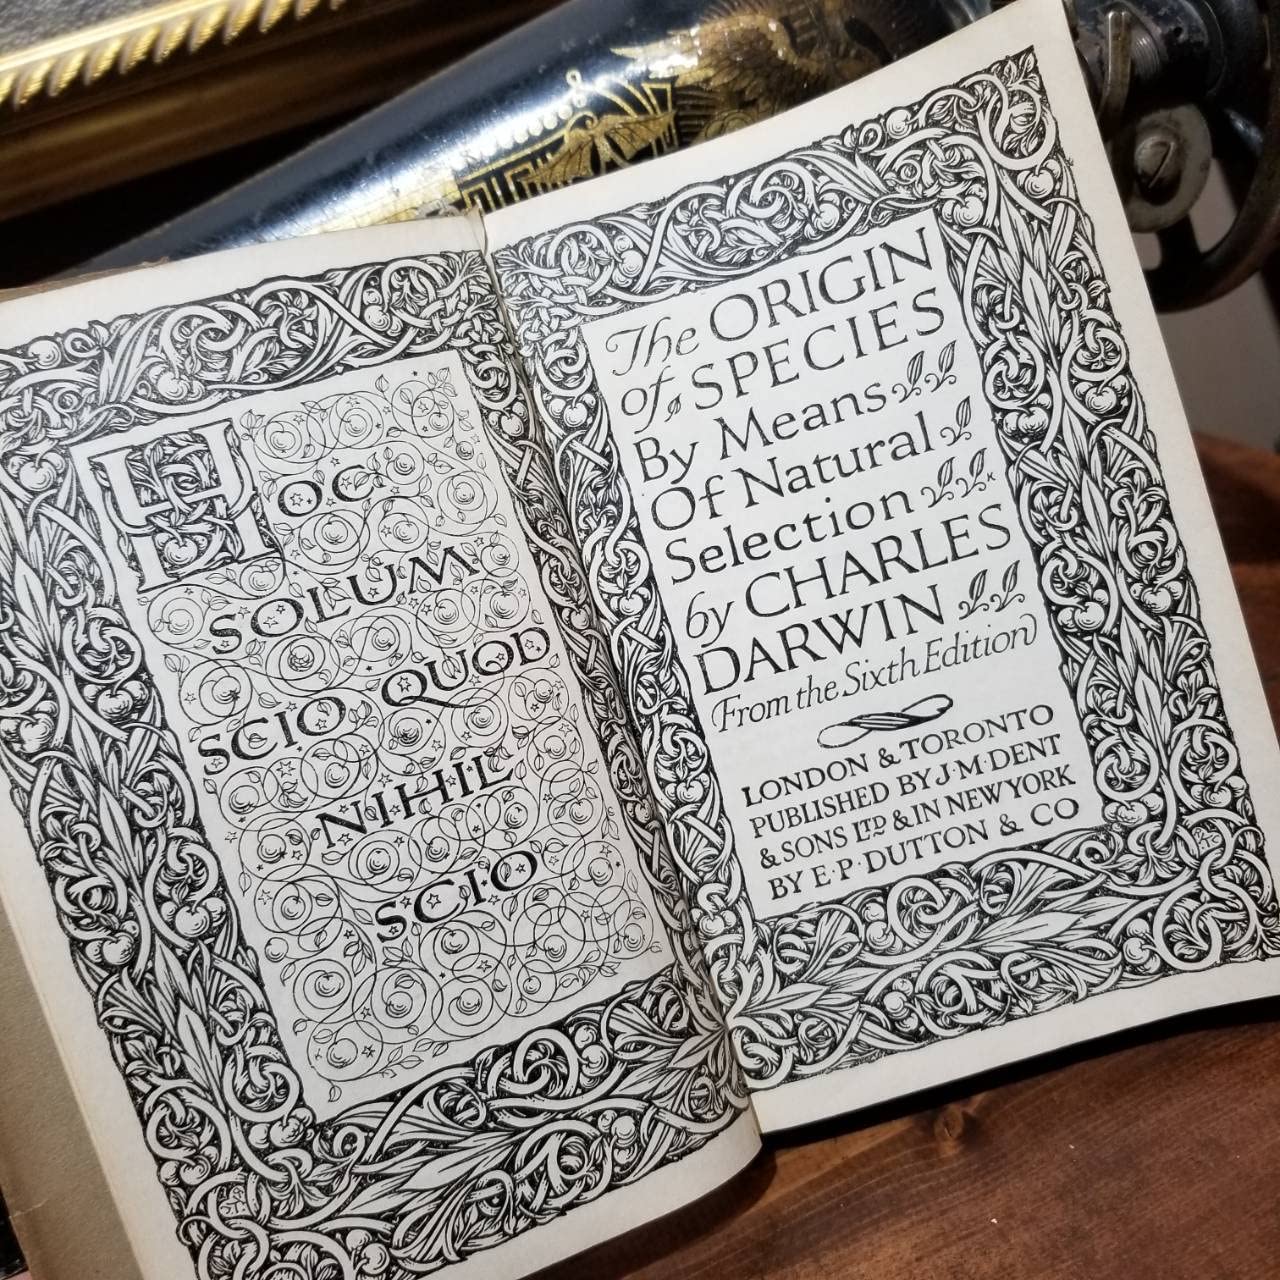 HOC
SOLUM
SCIO QUOD
NIHIL
SCIO
The ORIGIN
of SPECIES
By Means
Of Natural
Selection
by CHARLES
DARWIN
(From the Sixth Edition)
LONDON & TORONTO
PUBLISHED BY J·M·DENT
& SONS LTD & IN NEW YORK
BY E·P·DUTTON & CO